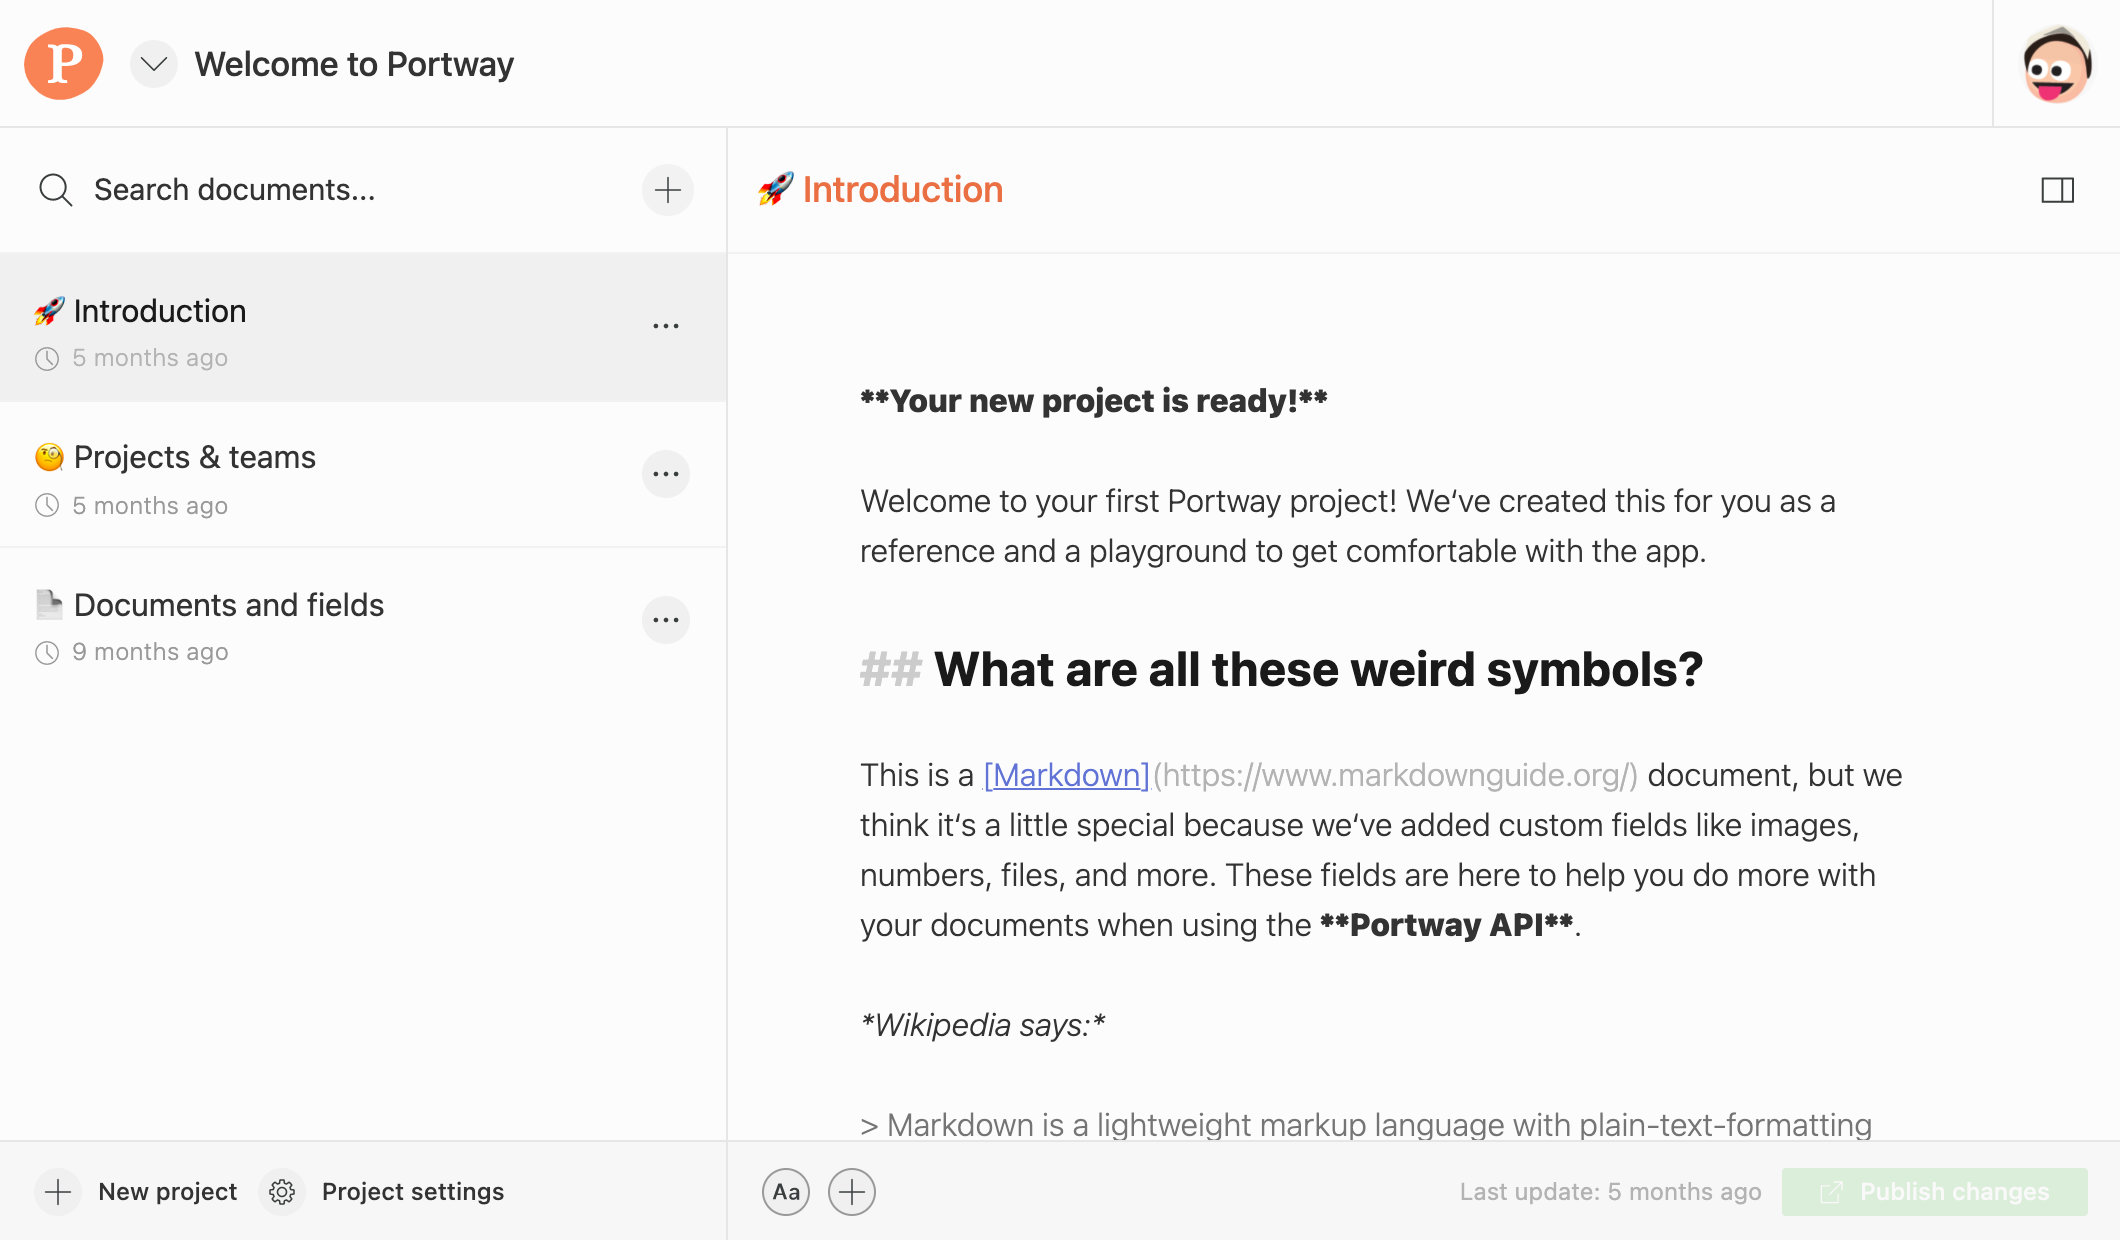 P
Welcome to Portway
Search documents...
🚀 Introduction
5 months ago
🧐 Projects & teams
5 months ago
📄 Documents and fields
9 months ago
New project
Project settings
🚀 Introduction
**Your new project is ready!**
Welcome to your first Portway project! We‘ve created this for you as a
reference and a playground to get comfortable with the app.
## What are all these weird symbols?
This is a [Markdown](https://www.markdownguide.org/) document, but we
think it‘s a little special because we‘ve added custom fields like images,
numbers, files, and more. These fields are here to help you do more with
your documents when using the **Portway API**.
*Wikipedia says:*
> Markdown is a lightweight markup language with plain-text-formatting
Aa
Last update: 5 months ago
Publish changes